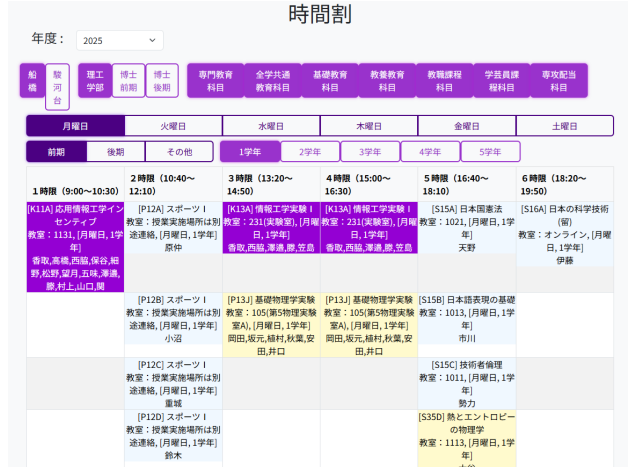 時間割
年度： 2025
船橋 駿河台 理工学部 博士前期 博士後期 専門教育科目 全学共通教育科目 基礎教育科目 教養教育科目 教職課程科目 学芸員課程科目 専攻配当科目
月曜日 火曜日 水曜日 木曜日 金曜日 土曜日
前期 後期 その他 1学年 2学年 3学年 4学年 5学年
1時限（9:00～10:30） 2時限（10:40～12:10） 3時限（13:20～14:50） 4時限（15:00～16:30） 5時限（16:40～18:10） 6時限（18:20～19:50）
[K11A] 応用情報工学インセンティブ
教室：1131, [月曜日, 1学年]
香取,高橋,西脇,保谷,細野,松野,望月,五味,澤邉,滕,村上,山口,関
[P12A] スポーツⅠ
教室：授業実施場所は別途連絡, [月曜日, 1学年]
原仲
[K13A] 情報工学実験Ⅰ
教室：231(実験室), [月曜日, 1学年]
香取,西脇,澤邉,滕,笠島
[K13A] 情報工学実験Ⅰ
教室：231(実験室), [月曜日, 1学年]
香取,西脇,澤邉,滕,笠島
[S15A] 日本国憲法
教室：1021, [月曜日, 1学年]
天野
[S16A] 日本の科学技術(留)
教室：オンライン, [月曜日, 1学年]
伊藤
[P12B] スポーツⅠ
教室：授業実施場所は別途連絡, [月曜日, 1学年]
小沼
[P13J] 基礎物理学実験
教室：105(第5物理実験室A), [月曜日, 1学年]
岡田,坂元,植村,秋葉,安田,井口
[P13J] 基礎物理学実験
教室：105(第5物理実験室A), [月曜日, 1学年]
岡田,坂元,植村,秋葉,安田,井口
[S15B] 日本語表現の基礎
教室：1013, [月曜日, 1学年]
市川
[P12C] スポーツⅠ
教室：授業実施場所は別途連絡, [月曜日, 1学年]
重城
[S15C] 技術者倫理
教室：1011, [月曜日, 1学年]
勢力
[P12D] スポーツⅠ
教室：授業実施場所は別途連絡, [月曜日, 1学年]
鈴木
[S35D] 熱とエントロピーの物理学
教室：1113, [月曜日, 1学年]